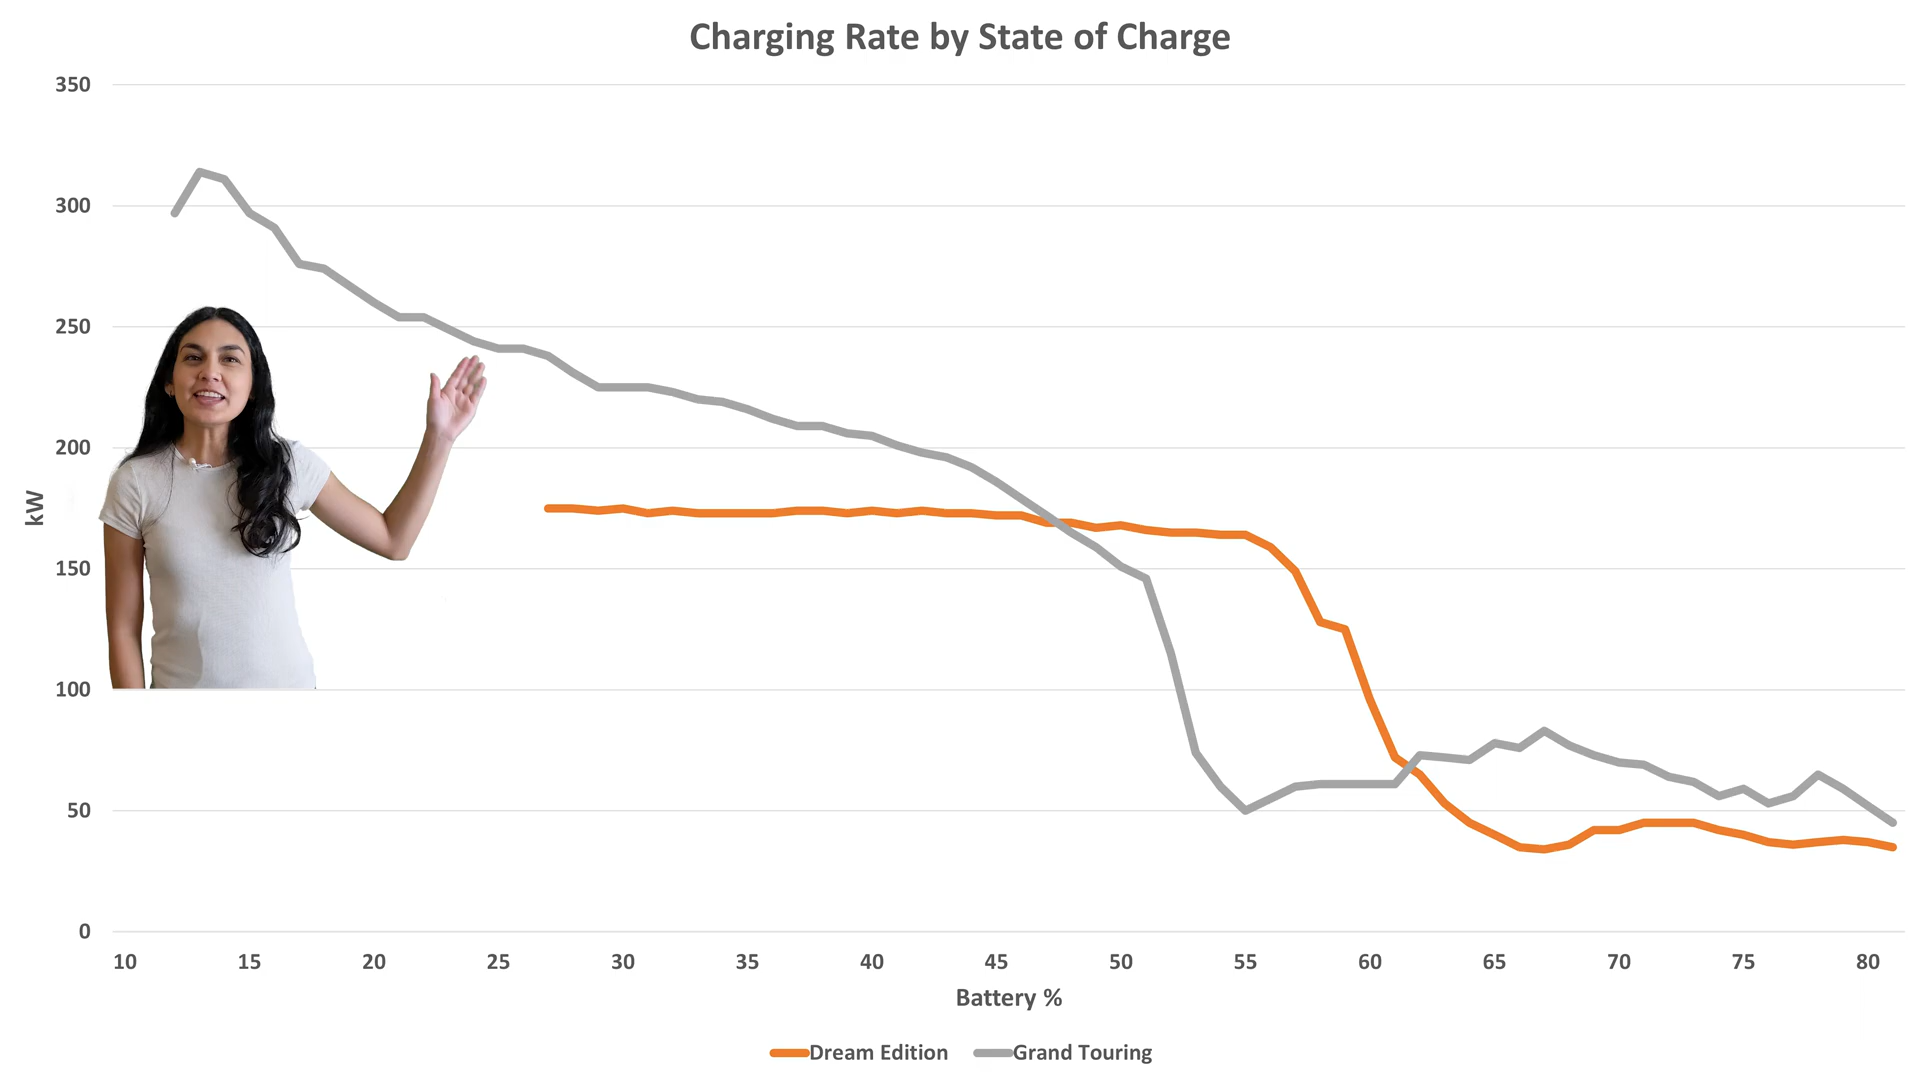 Charging Rate by State of Charge
350
300
250
200
150
100
50
0
kW
10 15 20 25 30 35 40 45 50 55 60 65 70 75 80
Battery %
Dream Edition Grand Touring